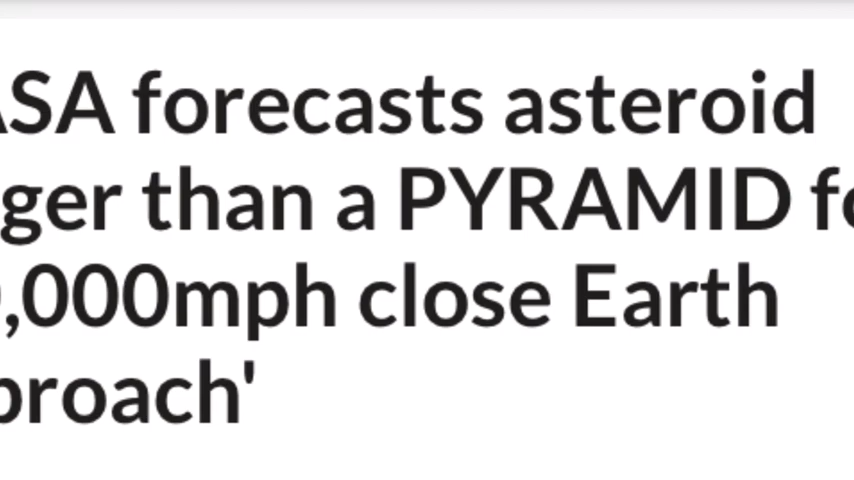 ASA forecasts asteroid
ger than a PYRAMID fo
,000mph close Earth
proach'